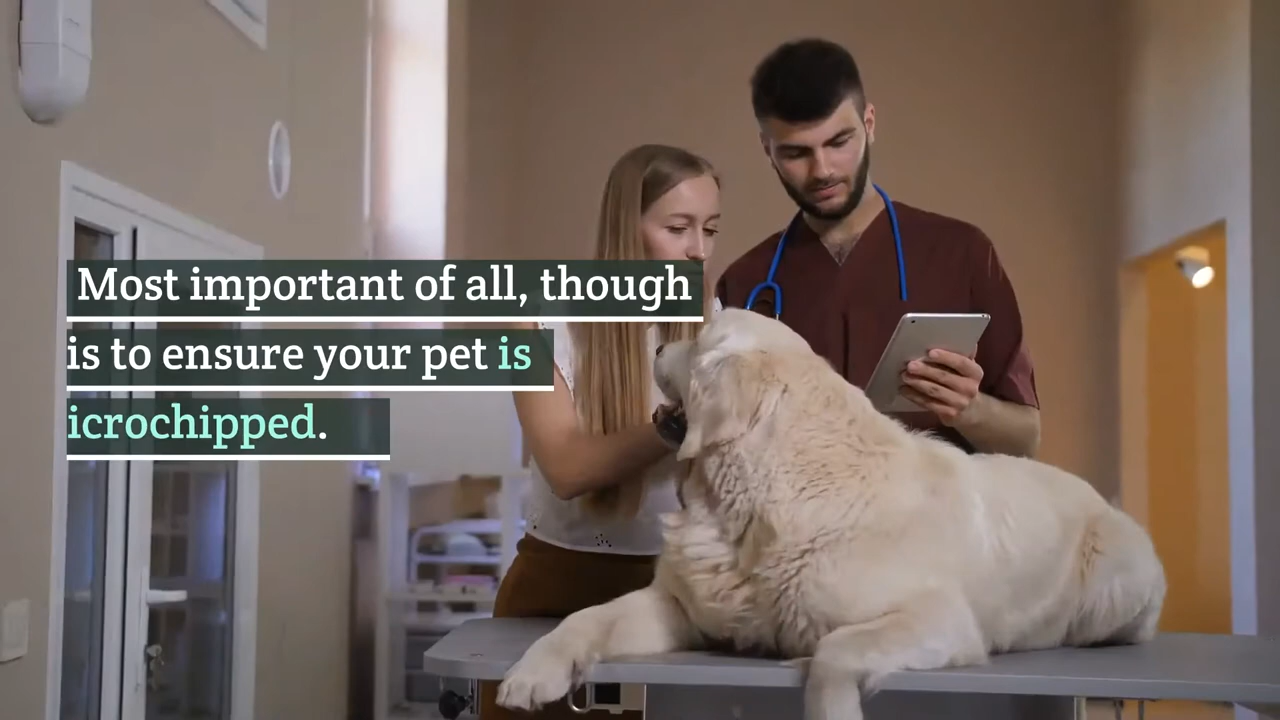 Most important of all, though
is to ensure your pet is
icrochipped.